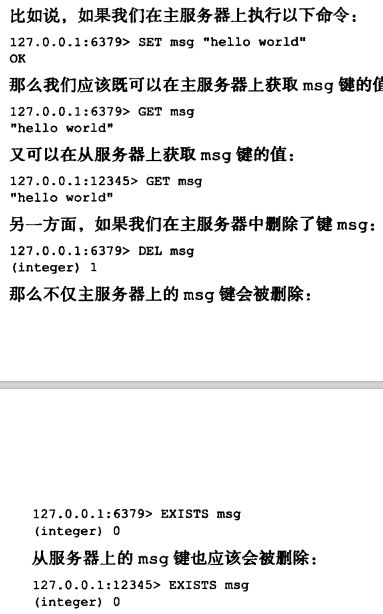 比如说，如果我们在主服务器上执行以下命令：
127.0.0.1:6379> SET msg "hello world"
OK
那么我们应该既可以在主服务器上获取 msg 键的值
127.0.0.1:6379> GET msg
"hello world"
又可以在从服务器上获取 msg 键的值：
127.0.0.1:12345> GET msg
"hello world"
另一方面，如果我们在主服务器中删除了键 msg：
127.0.0.1:6379> DEL msg
(integer) 1
那么不仅主服务器上的 msg 键会被删除：
127.0.0.1:6379> EXISTS msg
(integer) 0
从服务器上的 msg 键也应该会被删除：
127.0.0.1:12345> EXISTS msg
(integer) 0